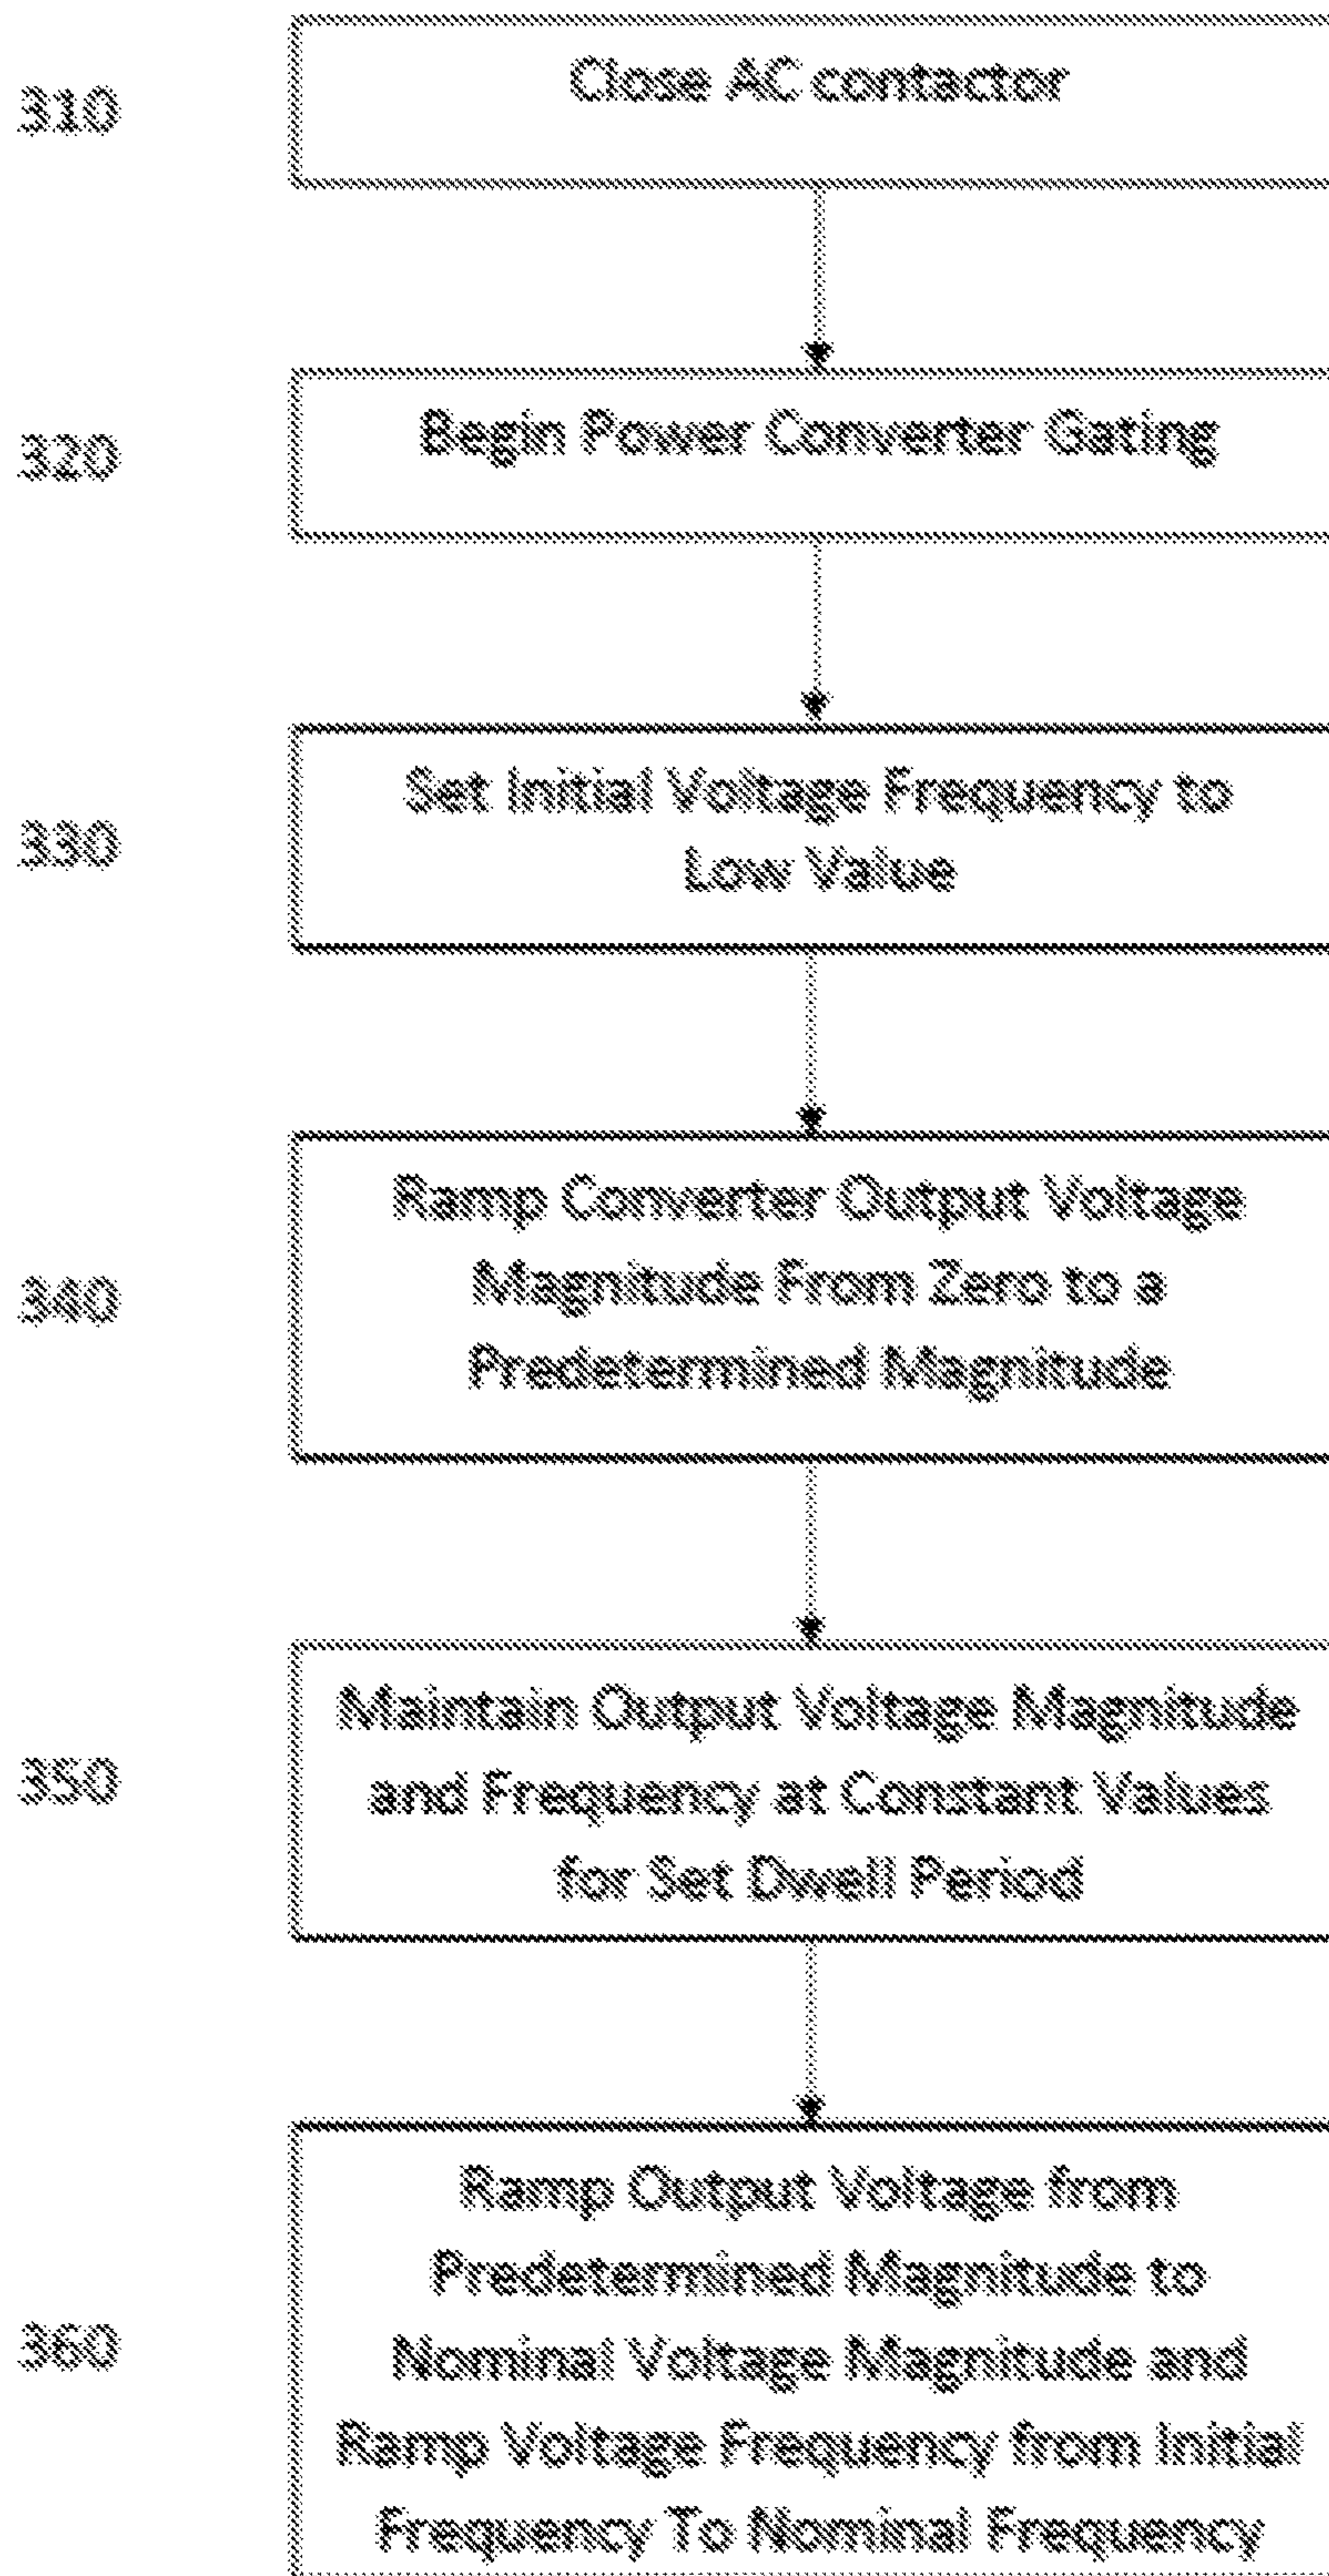 310
Close AC contactor
320
Begin Power Converter Gating
330
Set Initial Voltage Frequency to
Low Value
340
Ramp Converter Output Voltage
Magnitude From Zero to a
Predetermined Magnitude
350
Maintain Output Voltage Magnitude
and Frequency at Constant Values
for Set Dwell Period
360
Ramp Output Voltage from
Predetermined Magnitude to
Nominal Voltage Magnitude and
Ramp Voltage Frequency from Initial
Frequency To Nominal Frequency